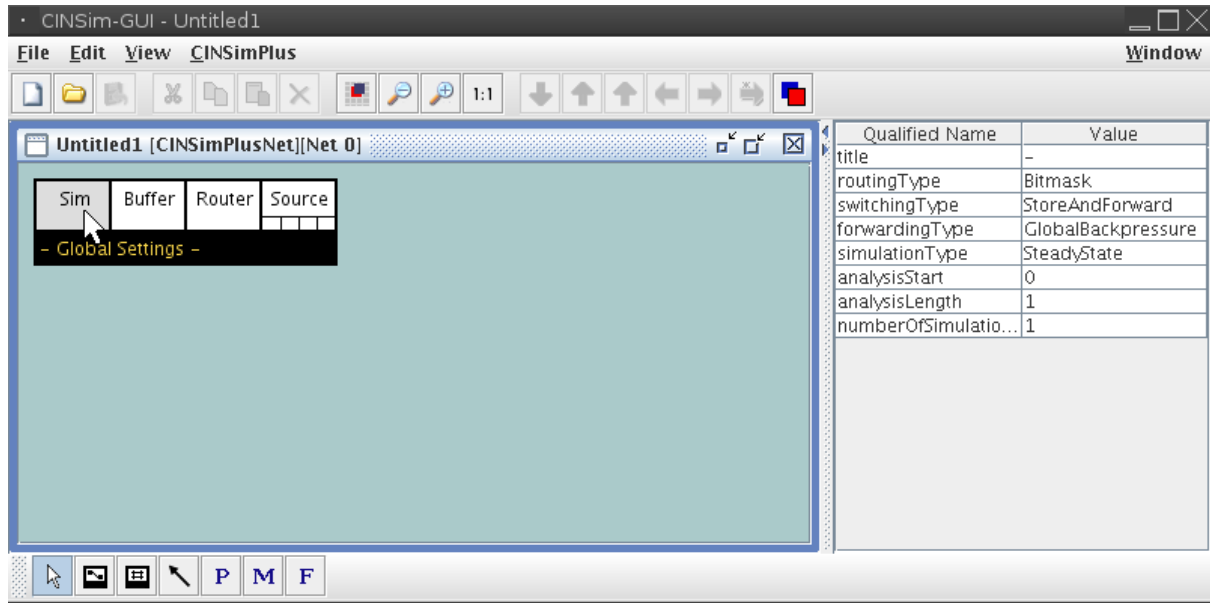 CINSim-GUI - Untitled1
File Edit View CINSimPlus Window
1:1
Untitled1 [CINSimPlusNet][Net 0]
Sim Buffer Router Source
– Global Settings –
Qualified Name Value
title –
routingType Bitmask
switchingType StoreAndForward
forwardingType GlobalBackpressure
simulationType SteadyState
analysisStart 0
analysisLength 1
numberOfSimulatio... 1
P M F